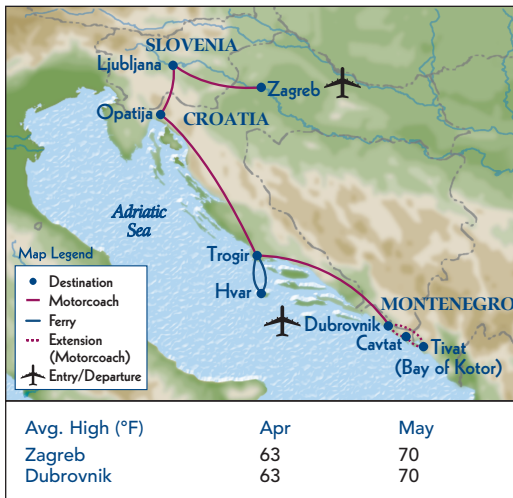 SLOVENIA
Ljubljana
Zagreb
Opatija
CROATIA
Adriatic
Sea
Trogir
Hvar
MONTENEGRO
Dubrovnik
Cavtat
Tivat
(Bay of Kotor)
Map Legend
Destination
Motorcoach
Ferry
Extension
(Motorcoach)
Entry/Departure
Avg. High (°F) Apr May
Zagreb 63 70
Dubrovnik 63 70